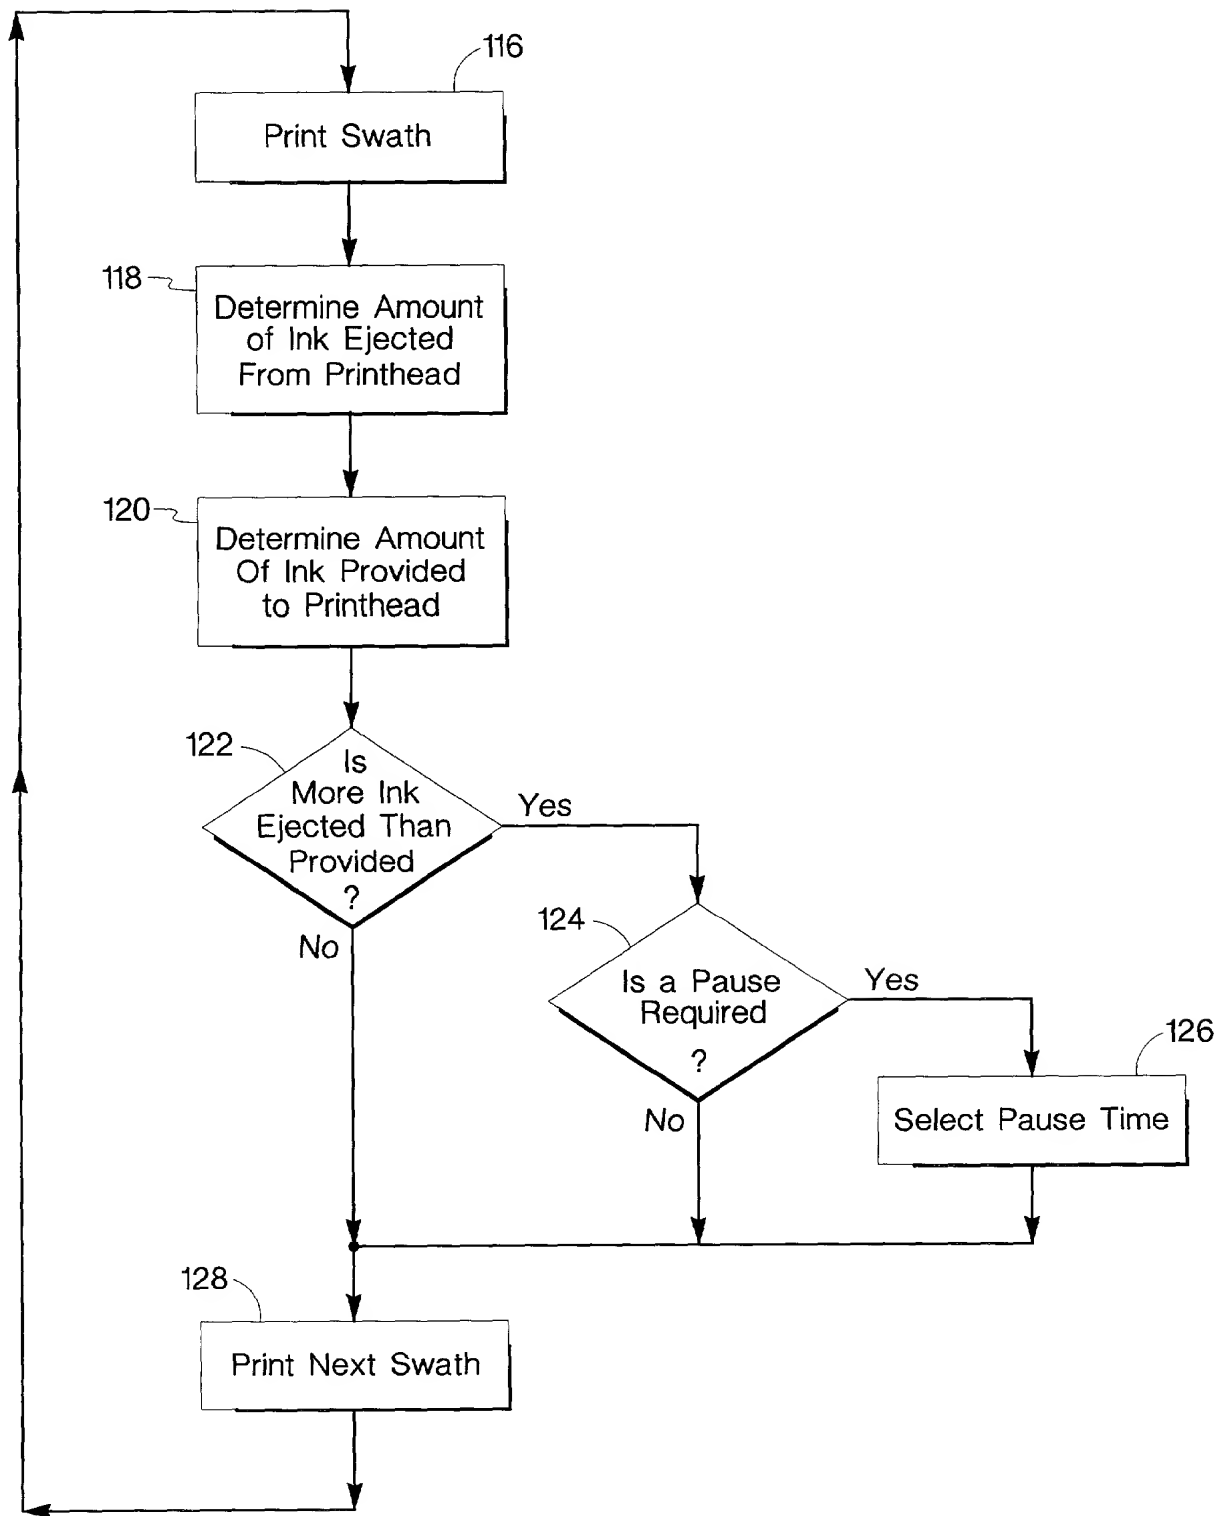 116
Print Swath
118
Determine Amount
of Ink Ejected
From Printhead
120
Determine Amount
Of Ink Provided
to Printhead
122
Is
More Ink
Ejected Than
Provided
?
Yes
No
124
Is a Pause
Required
?
Yes
No
126
Select Pause Time
128
Print Next Swath